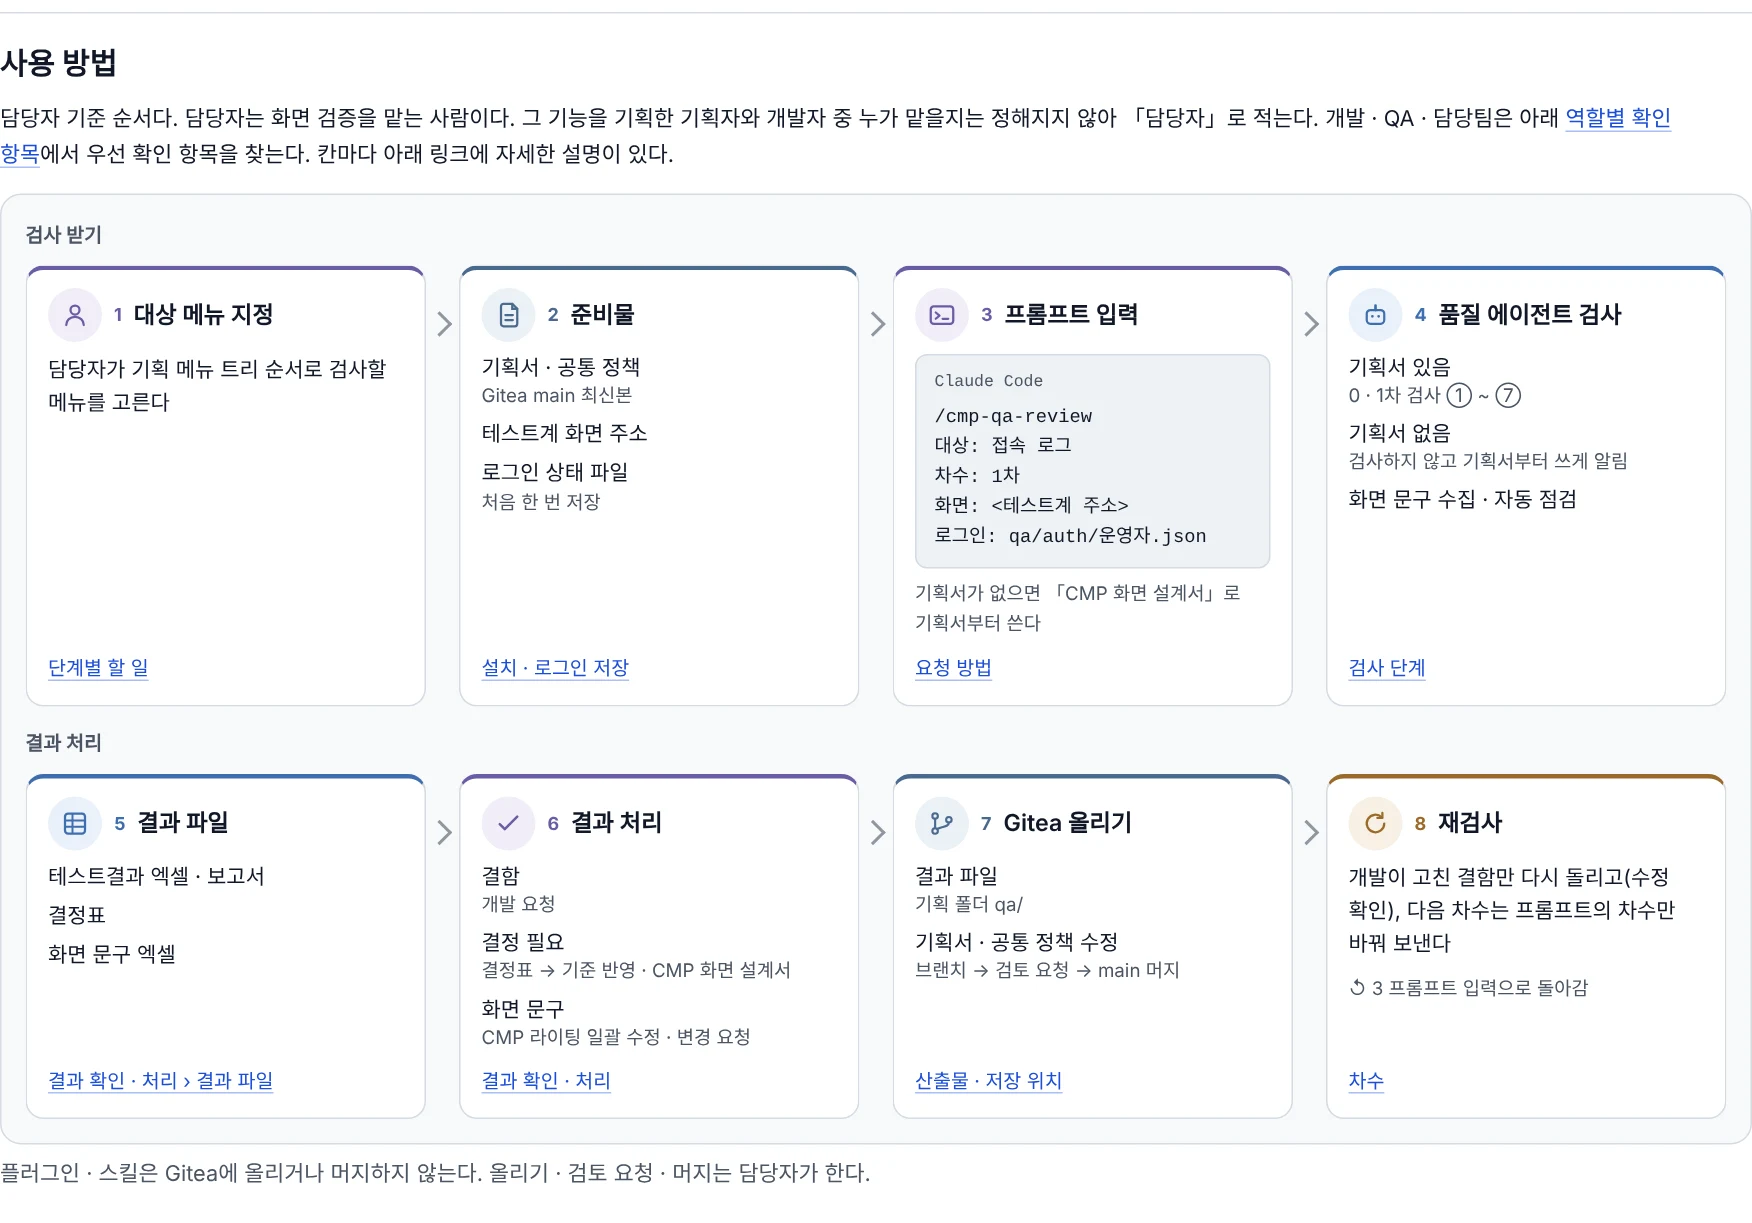 사용 방법
담당자 기준 순서다. 담당자는 화면 검증을 맡는 사람이다. 그 기능을 기획한 기획자와 개발자 중 누가 맡을지는 정해지지 않아 「담당자」로 적는다. 개발 · QA · 담당팀은 아래 역할별 확인
항목에서 우선 확인 항목을 찾는다. 칸마다 아래 링크에 자세한 설명이 있다.
검사 받기
1 대상 메뉴 지정
담당자가 기획 메뉴 트리 순서로 검사할
메뉴를 고른다
단계별 할 일
2 준비물
기획서 · 공통 정책
Gitea main 최신본
테스트계 화면 주소
로그인 상태 파일
처음 한 번 저장
설치 · 로그인 저장
3 프롬프트 입력
Claude Code
/cmp-qa-review
대상: 접속 로그
차수: 1차
화면: <테스트계 주소>
로그인: qa/auth/운영자.json
기획서가 없으면 「CMP 화면 설계서」로
기획서부터 쓴다
요청 방법
4 품질 에이전트 검사
기획서 있음
0 · 1차 검사 ① ~ ⑦
기획서 없음
검사하지 않고 기획서부터 쓰게 알림
화면 문구 수집 · 자동 점검
검사 단계
결과 처리
5 결과 파일
테스트결과 엑셀 · 보고서
결정표
화면 문구 엑셀
결과 확인 · 처리 › 결과 파일
6 결과 처리
결함
개발 요청
결정 필요
결정표 → 기준 반영 · CMP 화면 설계서
화면 문구
CMP 라이팅 일괄 수정 · 변경 요청
결과 확인 · 처리
7 Gitea 올리기
결과 파일
기획 폴더 qa/
기획서 · 공통 정책 수정
브랜치 → 검토 요청 → main 머지
산출물 · 저장 위치
8 재검사
개발이 고친 결함만 다시 돌리고(수정
확인), 다음 차수는 프롬프트의 차수만
바꿔 보낸다
3 프롬프트 입력으로 돌아감
차수
플러그인 · 스킬은 Gitea에 올리거나 머지하지 않는다. 올리기 · 검토 요청 · 머지는 담당자가 한다.